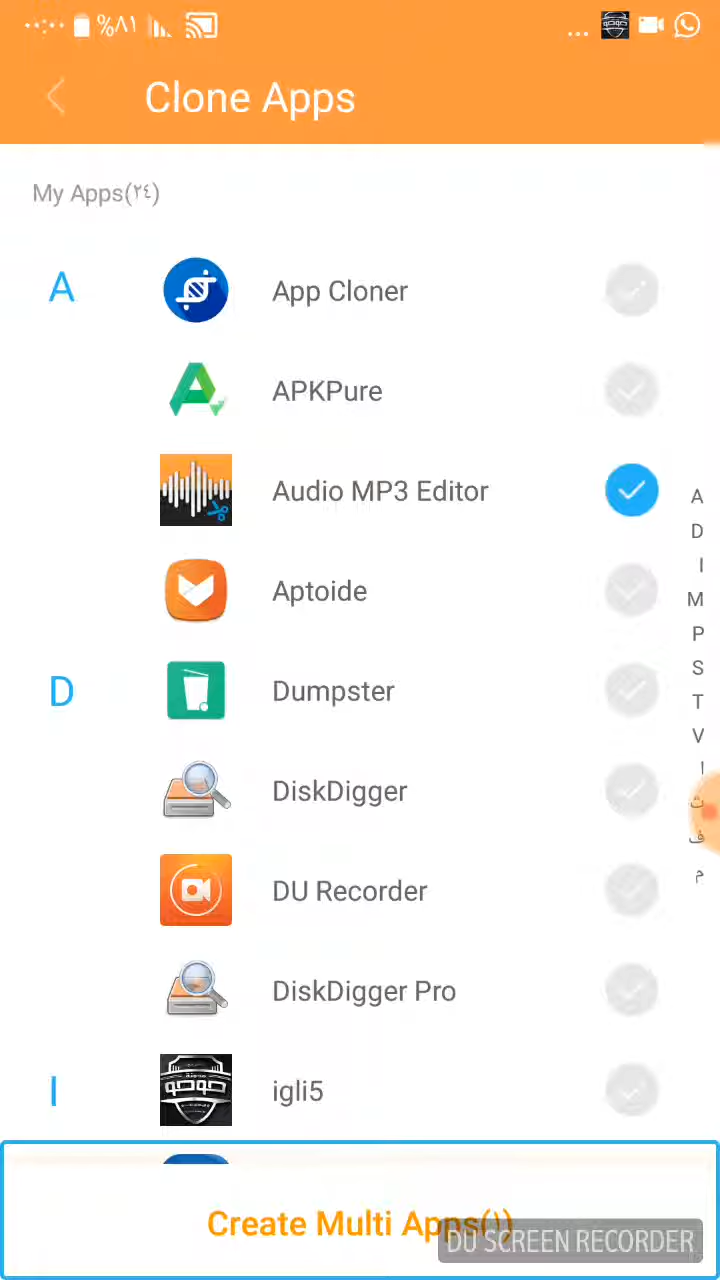 %٨١
...
Clone Apps
My Apps(٢٤)
A
App Cloner
APKPure
Audio MP3 Editor
Aptoide
D
Dumpster
DiskDigger
DU Recorder
DiskDigger Pro
I
igli5
A
D
I
M
P
S
T
V
ا
ث
ف
م
Create Multi Apps(١)
DU SCREEN RECORDER